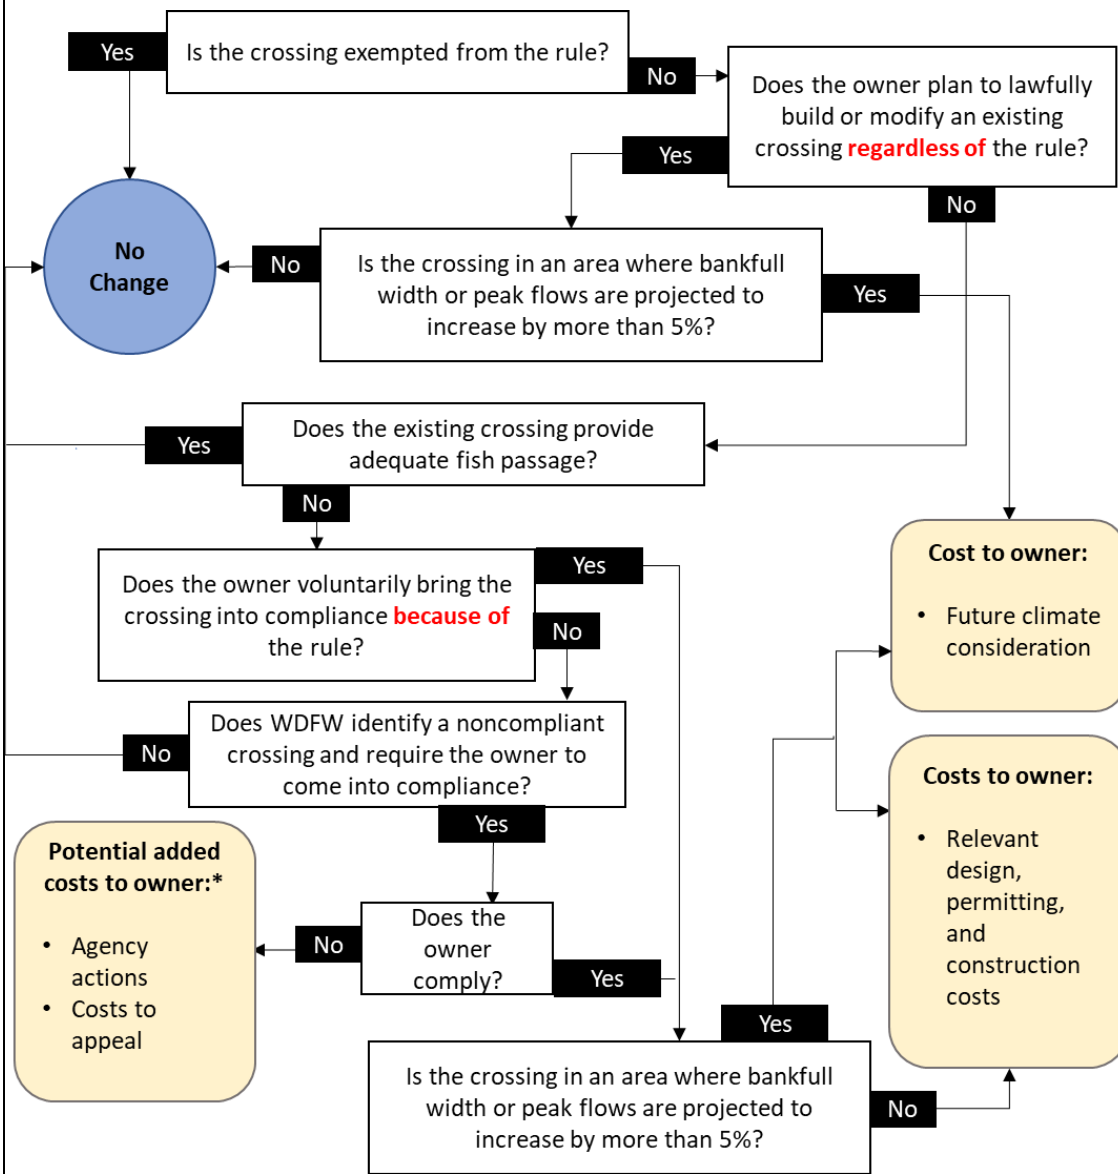 Yes
Is the crossing exempted from the rule?
No
Does the owner plan to lawfully
build or modify an existing
crossing regardless of the rule?
Yes
No
No
Change
No
Is the crossing in an area where bankfull
width or peak flows are projected to
increase by more than 5%?
Yes
Yes
Does the existing crossing provide
adequate fish passage?
No
Does the owner voluntarily bring the
crossing into compliance because of
the rule?
Yes
No
Cost to owner:
• Future climate
consideration
No
Does WDFW identify a noncompliant
crossing and require the owner to
come into compliance?
Yes
Costs to owner:
• Relevant
design,
permitting,
and
construction
costs
Potential added
costs to owner:*
• Agency
actions
• Costs to
appeal
No
Does the
owner
comply?
Yes
Yes
Is the crossing in an area where bankfull
width or peak flows are projected to
increase by more than 5%?
No